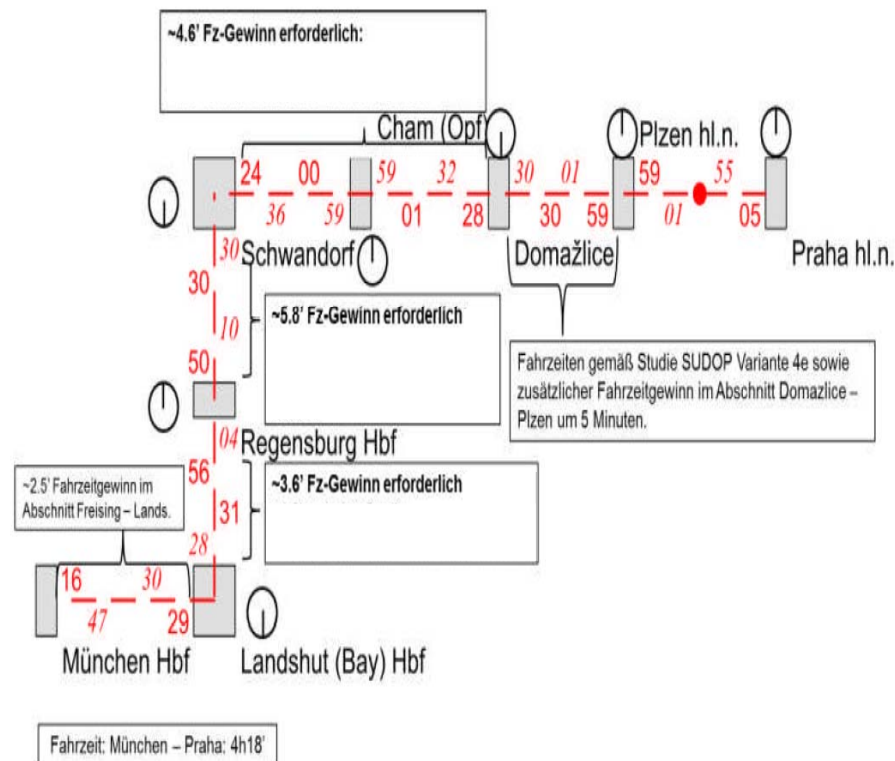 ~4.6’ Fz-Gewinn erforderlich:
Cham (Opf)
Plzen hl.n.
24 00 59 32 30 01 59 55
36 59 01 28 30 59 01 05
30
Schwandorf
Domažlice
Praha hl.n.
30
~5.8’ Fz-Gewinn erforderlich
10
50
Fahrzeiten gemäß Studie SUDOP Variante 4e sowie
zusätzlicher Fahrzeitgewinn im Abschnitt Domazlice –
Plzen um 5 Minuten.
04
Regensburg Hbf
56
~3.6’ Fz-Gewinn erforderlich
~2.5’ Fahrzeitgewinn im
Abschnitt Freising – Lands.
31
28
16 30
47 29
München Hbf
Landshut (Bay) Hbf
Fahrzeit: München – Praha: 4h18’